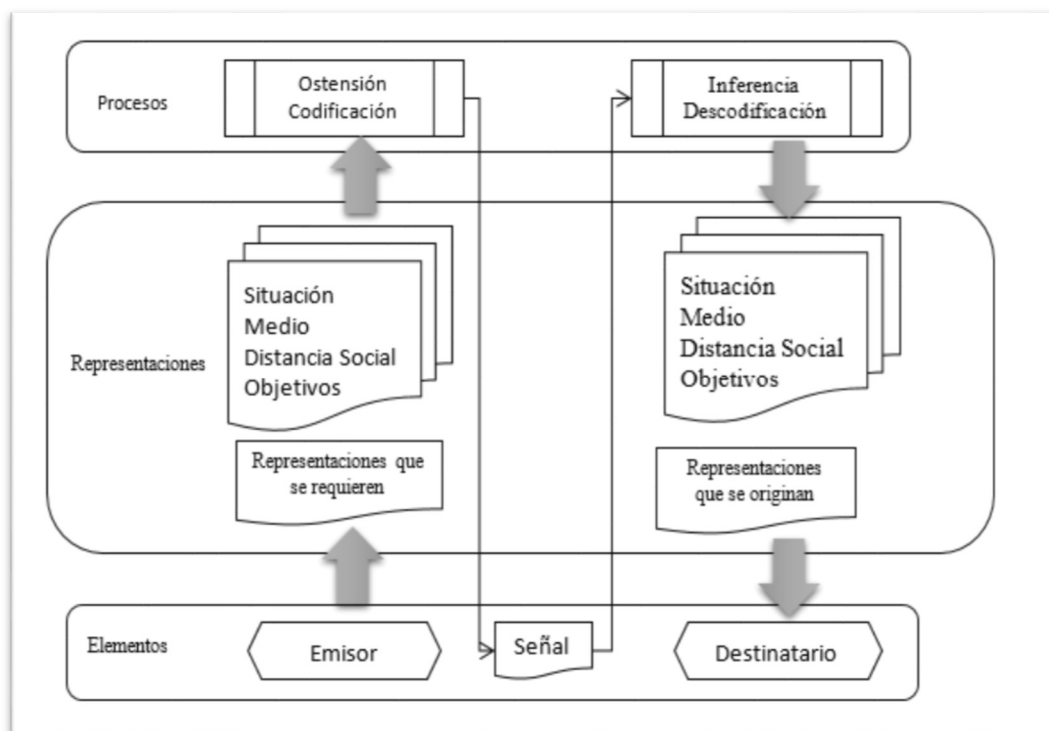 Procesos
Ostensión
Codificación
Inferencia
Descodificación
Representaciones
Situación
Medio
Distancia Social
Objetivos
Representaciones que
se requieren
Situación
Medio
Distancia Social
Objetivos
Representaciones
que se originan
Elementos
Emisor
Señal
Destinatario